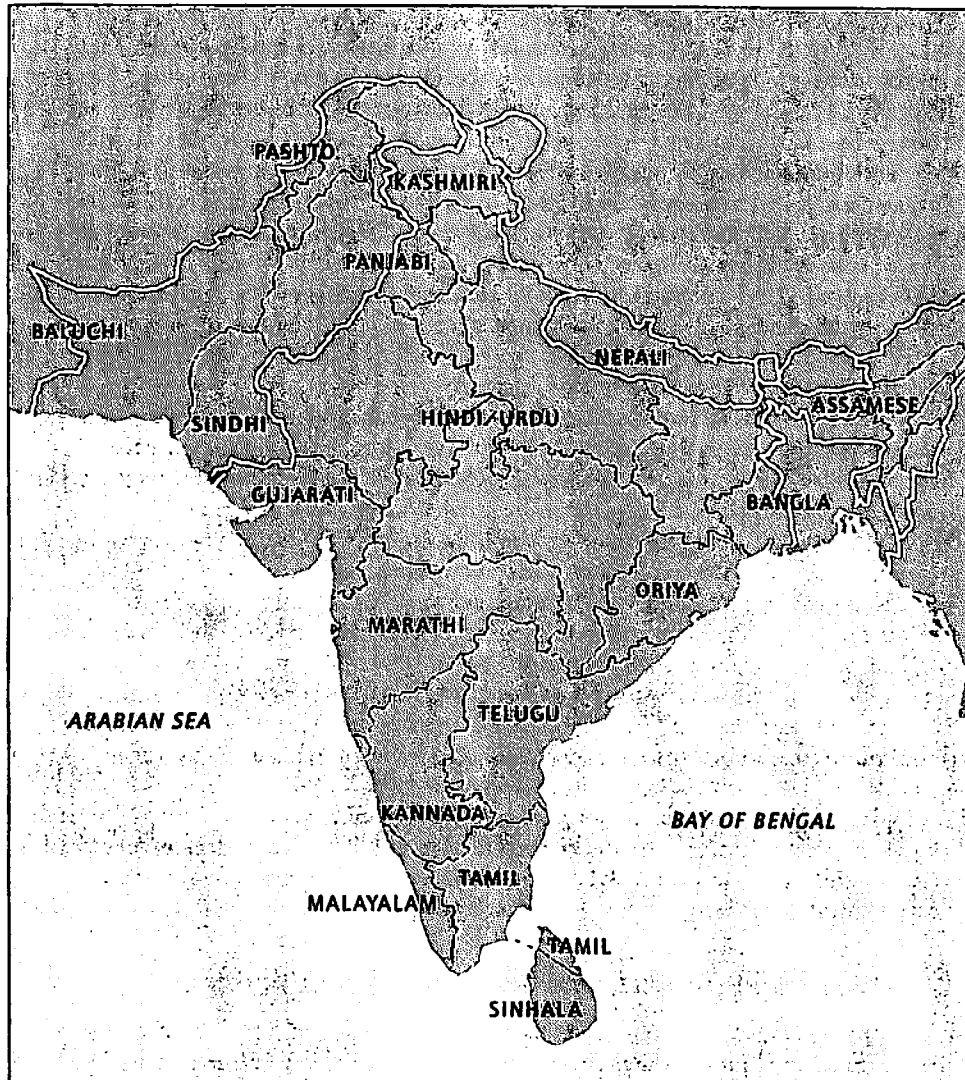 PASHTO
KASHMIRI
PANJABI
BALUCHI
NEPALI
ASSAMESE
SINDHI
HINDI/URDU
GUJARATI
BANGLA
ORIYA
MARATHI
TELUGU
ARABIAN SEA
KANNADA
BAY OF BENGAL
TAMIL
MALAYALAM
TAMIL
SINHALA